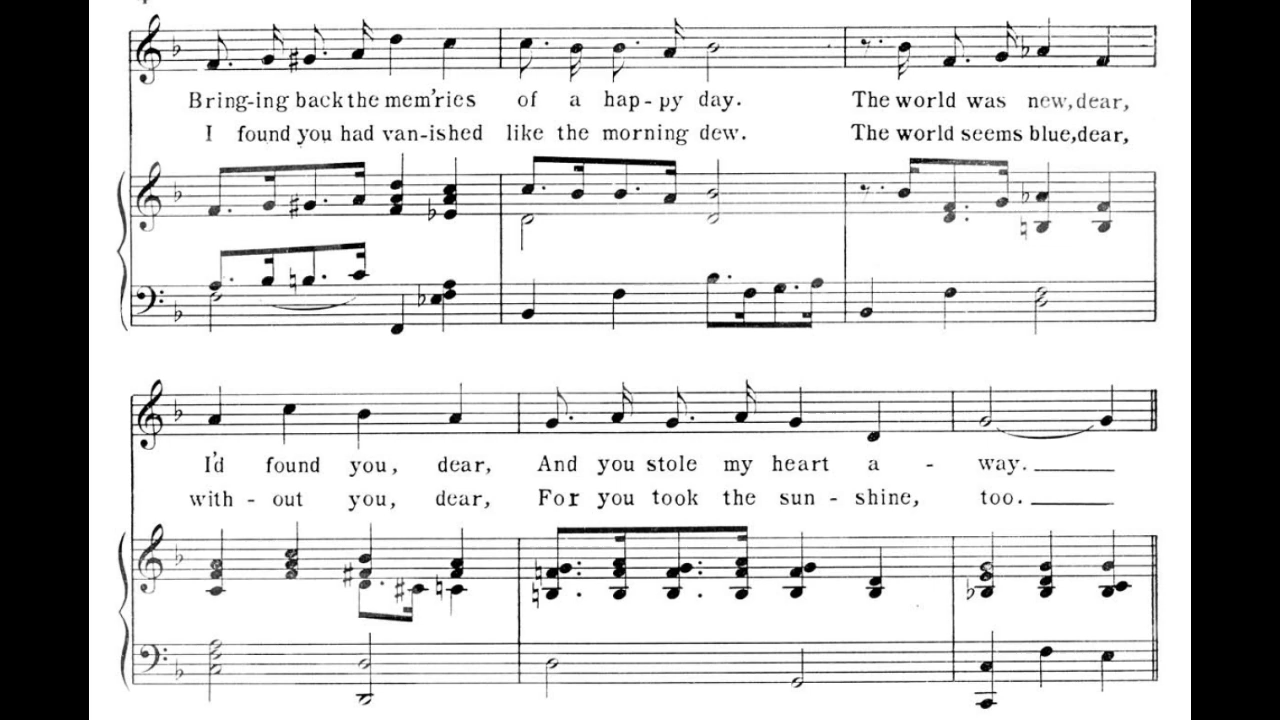 Bring-ing back the mem'ries of a hap-py day. The world was new, dear,
I found you had van-ished like the morning dew. The world seems blue, dear,
I'd found you, dear, And you stole my heart a - way.
with - out you, dear, For you took the sun - shine, too.